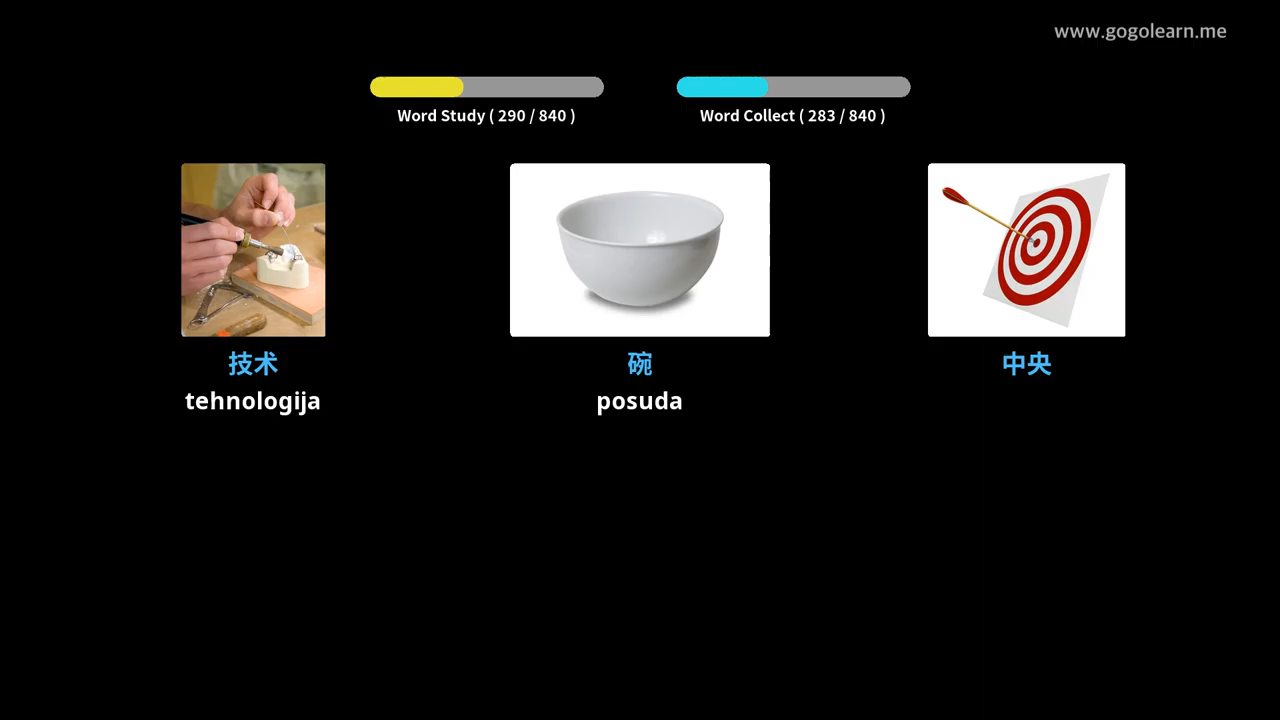 www.gogolearn.me
Word Study ( 290 / 840 )
Word Collect ( 283 / 840 )
技术
碗
中央
tehnologija
posuda